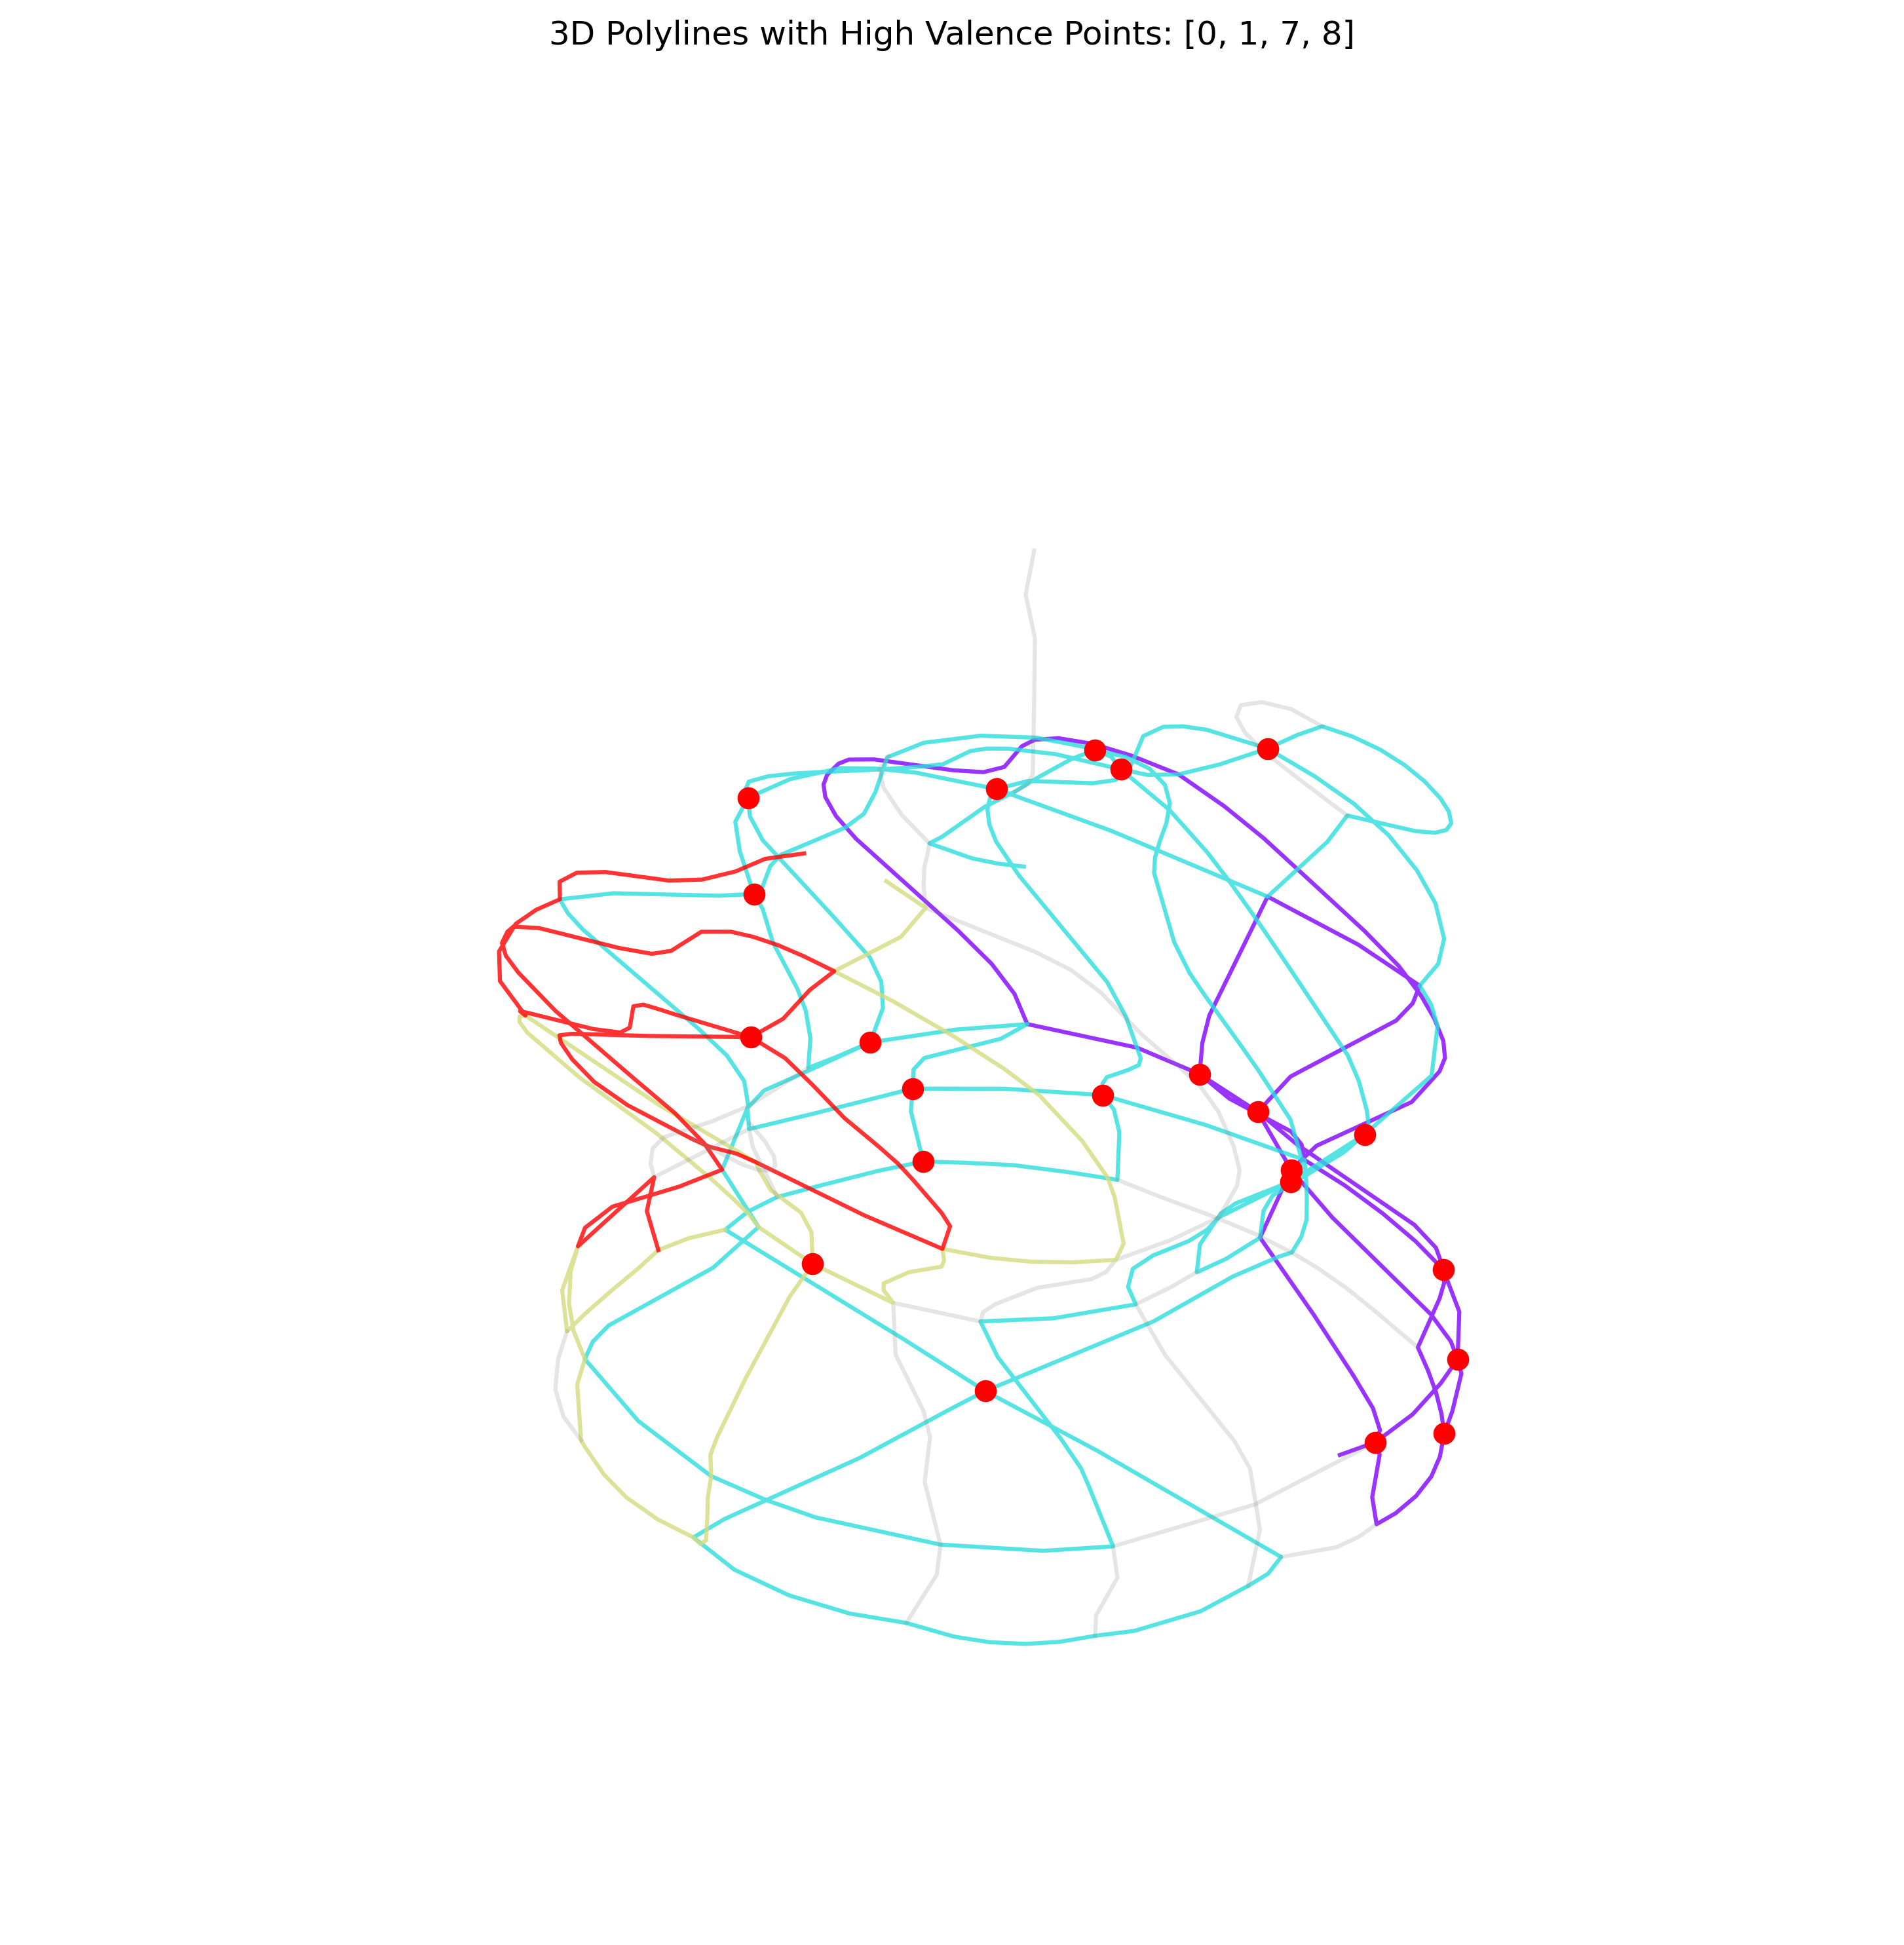 3D Polylines with High Valence Points: [0, 1, 7, 8]